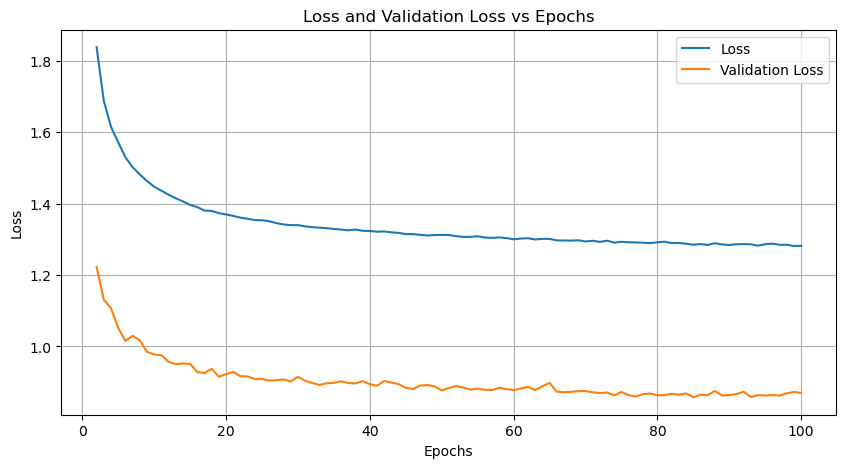 Loss and Validation Loss vs Epochs
Loss
Validation Loss
1.8
1.6
1.4
1.2
1.0
Loss
0
20
40
60
80
100
Epochs